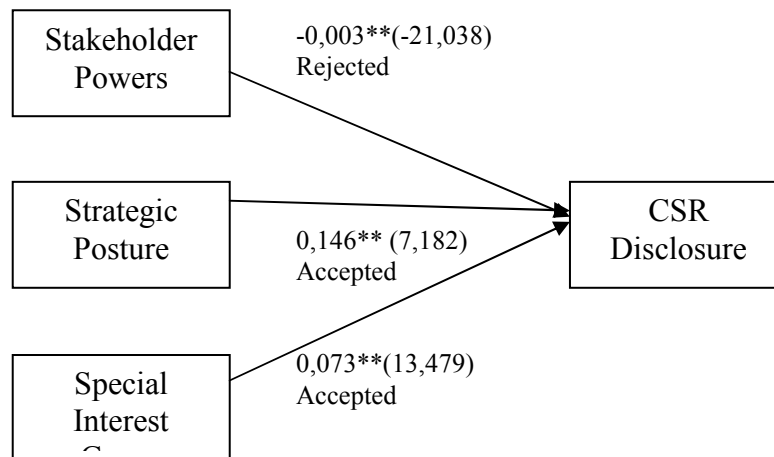 Stakeholder
Powers
-0,003**(-21,038)
Rejected
Strategic
Posture
0,146** (7,182)
Accepted
CSR
Disclosure
Special
Interest
0,073**(13,479)
Accepted